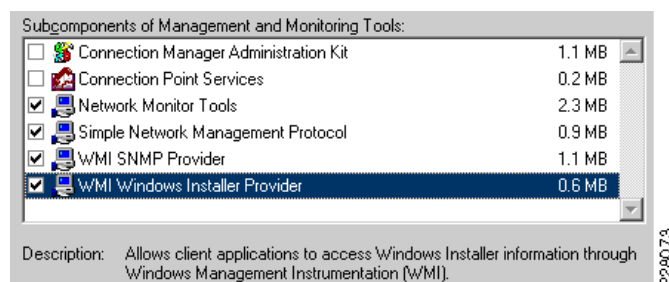 Subcomponents of Management and Monitoring Tools:
Connection Manager Administration Kit 1.1 MB
Connection Point Services 0.2 MB
Network Monitor Tools 2.3 MB
Simple Network Management Protocol 0.9 MB
WMI SNMP Provider 1.1 MB
WMI Windows Installer Provider 0.6 MB
Description: Allows client applications to access Windows Installer information through
Windows Management Instrumentation (WMI).